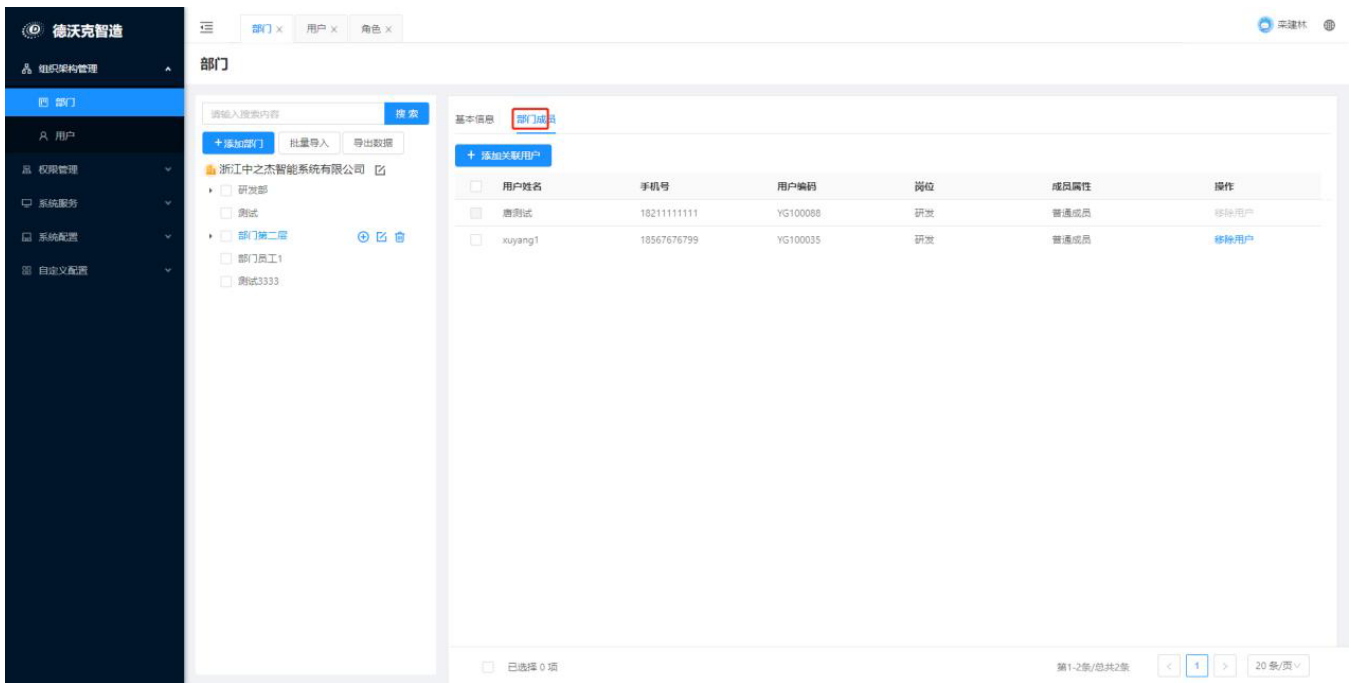 德沃克智造
部门 × 用户 × 角色 ×
栾建林
组织架构管理
部门
部门
用户
权限管理
系统服务
系统配置
自定义配置
请输入搜索内容 搜 索
+添加部门 批量导入 导出数据
浙江中之杰智能系统有限公司
研发部
测试
部门第二层
部门员工1
测试3333
基本信息 部门成员
+ 添加关联用户
用户姓名 手机号 用户编码 岗位 成员属性 操作
唐测试 18211111111 YG100088 研发 普通成员 移除用户
xuyang1 18567676799 YG100035 研发 普通成员 移除用户
已选择 0 项 第1-2条/总共2条 < 1 > 20 条/页